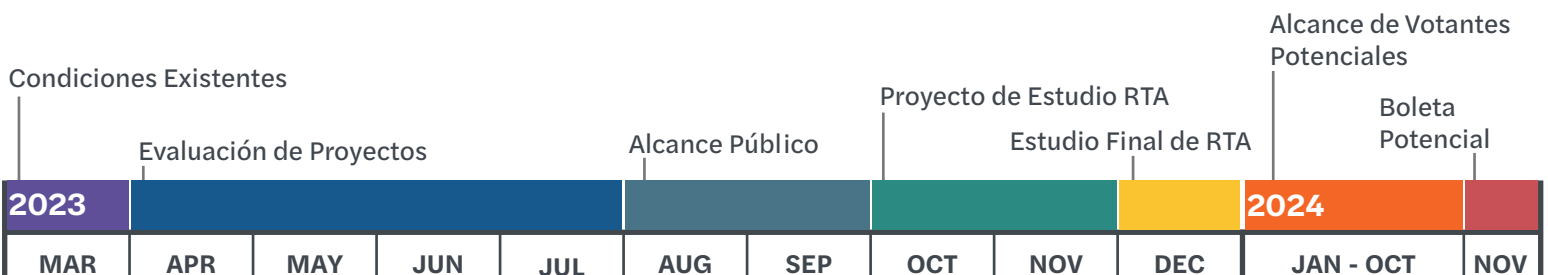 Alcance de Votantes
Potenciales
Condiciones Existentes
Proyecto de Estudio RTA
Boleta
Potencial
Evaluación de Proyectos
Alcance Público
Estudio Final de RTA
2023
2024
MAR
APR
MAY
JUN
JUL
AUG
SEP
OCT
NOV
DEC
JAN - OCT
NOV